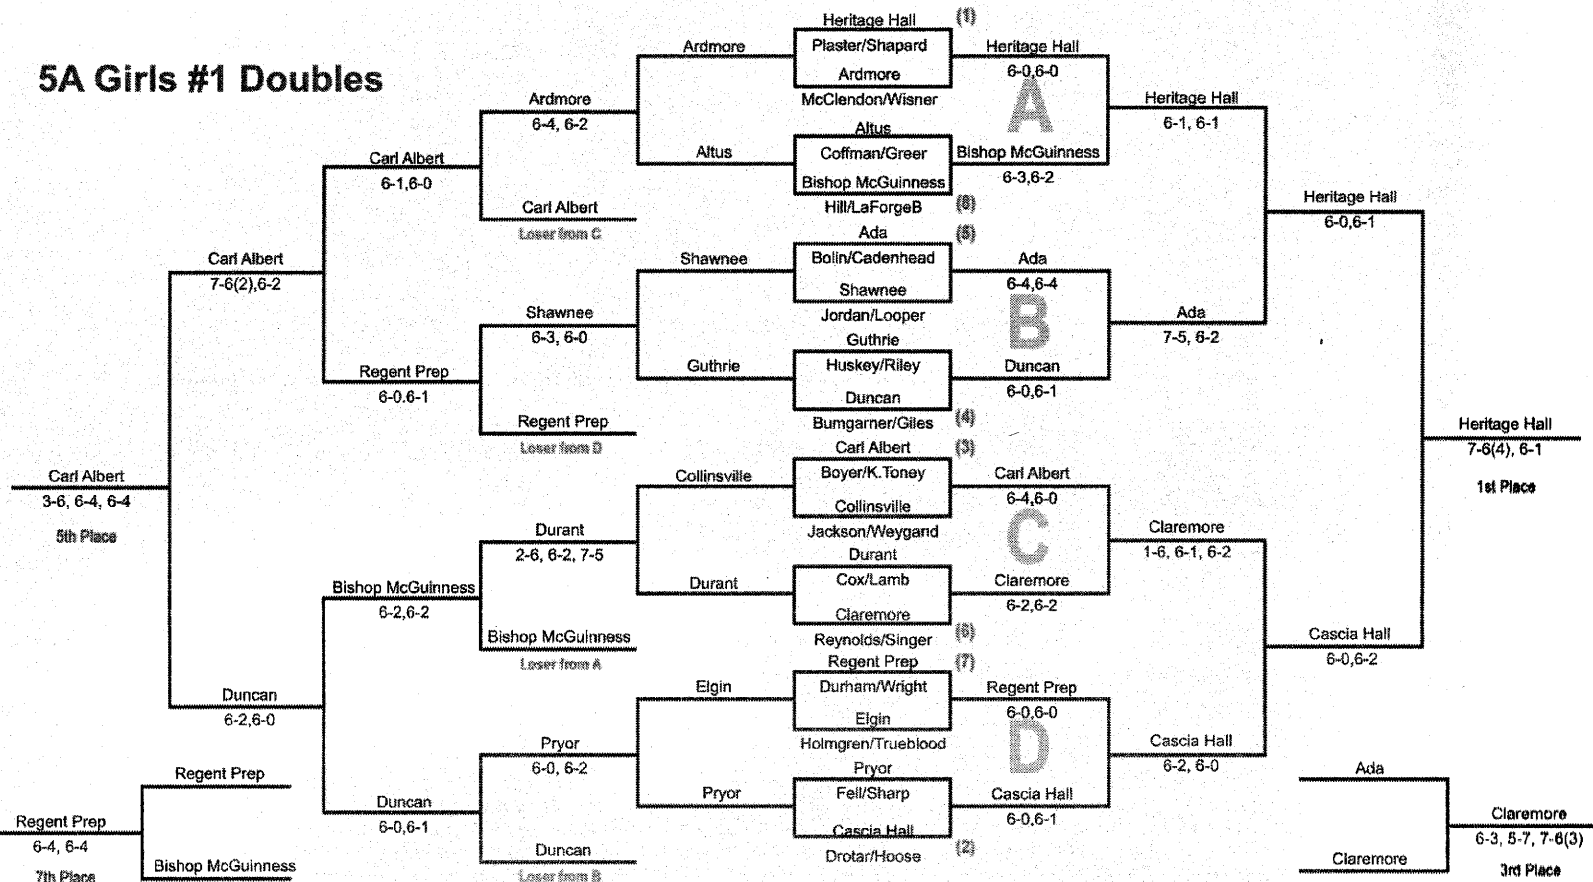 5A Girls #1 Doubles
Heritage Hall (1)
Plaster/Shapard
Ardmore
McClendon/Wisner
Altus
Coffman/Greer
Bishop McGuinness
Hill/LaForgeB (8)
Ada (5)
Bolin/Cadenhead
Shawnee
Jordan/Looper
Guthrie
Huskey/Riley
Duncan
Bumgarner/Giles (4)
Carl Albert (3)
Boyer/K.Toney
Collinsville
Jackson/Weygand
Durant
Cox/Lamb
Claremore
Reynolds/Singer (6)
Regent Prep (7)
Durham/Wright
Elgin
Holmgren/Trueblood
Pryor
Fell/Sharp
Cascia Hall
Drotar/Hoose (2)
Heritage Hall
6-0,6-0
A
Bishop McGuinness
6-3,6-2
Ada
6-4,6-4
B
Duncan
6-0,6-1
Carl Albert
6-4,6-0
C
Claremore
6-2,6-2
Regent Prep
6-0,6-0
D
Cascia Hall
6-0,6-1
Heritage Hall
6-1, 6-1
Ada
7-5, 6-2
Claremore
1-6, 6-1, 6-2
Cascia Hall
6-2, 6-0
Heritage Hall
6-0,6-1
Cascia Hall
6-0,6-2
Heritage Hall
7-6(4), 6-1
1st Place
Ada
Claremore
Claremore
6-3, 5-7, 7-6(3)
3rd Place
Ardmore
Altus
Shawnee
Guthrie
Collinsville
Durant
Elgin
Pryor
Ardmore
6-4, 6-2
Carl Albert
Loser from C
Shawnee
6-3, 6-0
Regent Prep
Loser from D
Durant
2-6, 6-2, 7-5
Bishop McGuinness
Loser from A
Pryor
6-0, 6-2
Duncan
Loser from B
Carl Albert
6-1,6-0
Regent Prep
6-0.6-1
Bishop McGuinness
6-2,6-2
Duncan
6-0,6-1
Carl Albert
7-6(2),6-2
Duncan
6-2,6-0
Carl Albert
3-6, 6-4, 6-4
5th Place
Regent Prep
Bishop McGuinness
Regent Prep
6-4, 6-4
7th Place